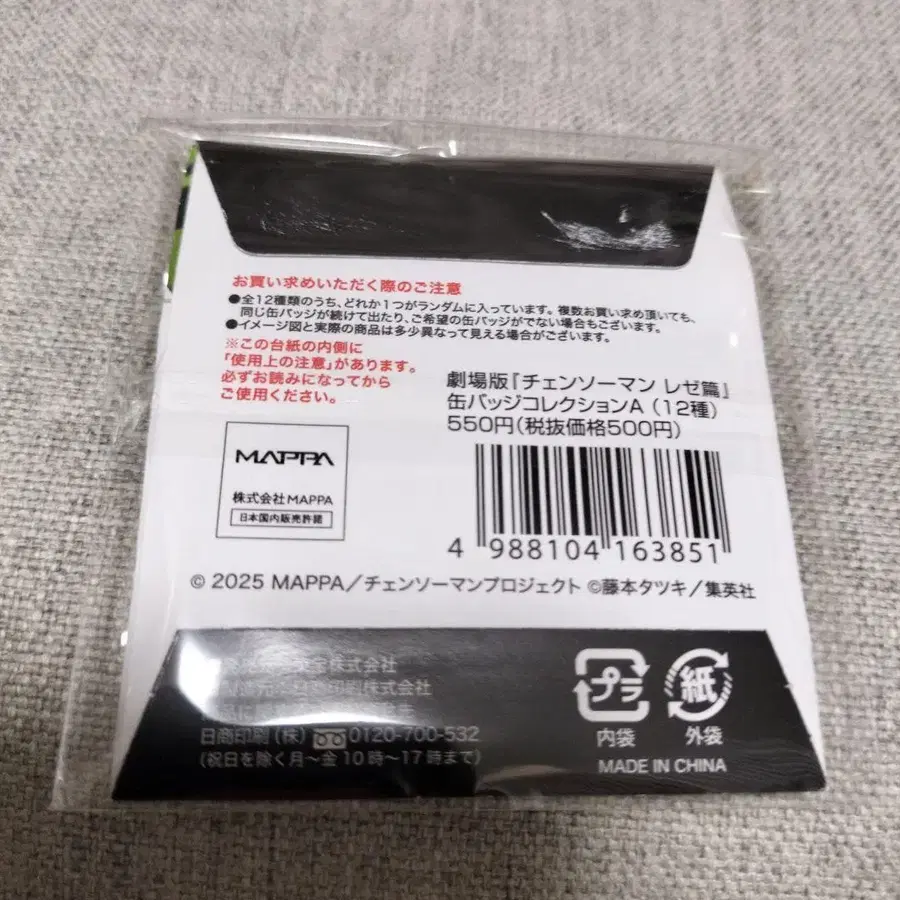 お買い求めいただく際のご注意
●全12種類のうち、どれか1つがランダムに入っています。複数お買い求め頂いても、
同じ缶バッジが続けて出たり、ご希望の缶バッジがでない場合もございます。
●イメージ図と実際の商品は多少異なって見える場合がございます。
※この台紙の内側に
「使用上の注意」があります。
必ずお読みになってから
ご使用ください。
劇場版『チェンソーマン レゼ篇』
缶バッジコレクションA（12種）
550円（税抜価格500円）
MAPPA
株式会社MAPPA
日本国内販売許諾
4 988104 163851
© 2025 MAPPA／チェンソーマンプロジェクト ©藤本タツキ／集英社
株式会社
印刷株式会社
日商印刷（株） 0120-700-532
（祝日を除く月～金10時～17時まで）
プラ
内袋
紙
外袋
MADE IN CHINA